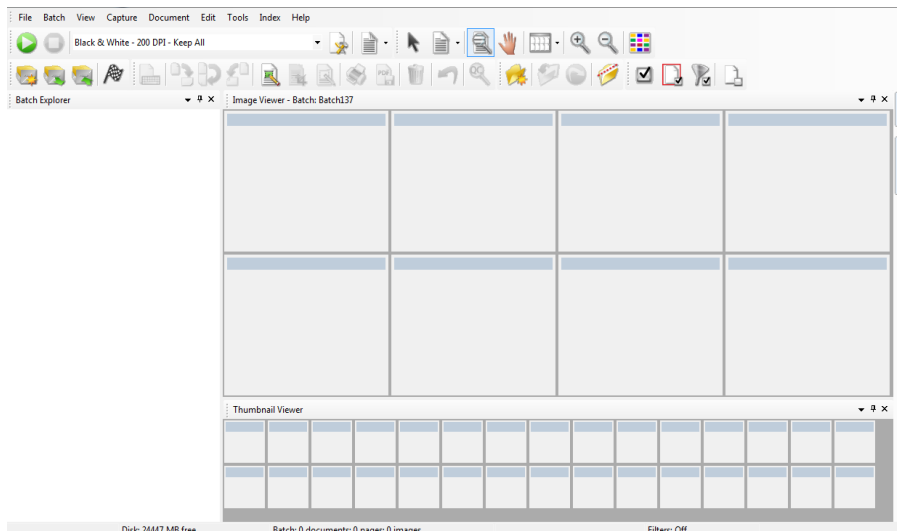 File Batch View Capture Document Edit Tools Index Help
Black & White - 200 DPI - Keep All
Batch Explorer
Image Viewer - Batch: Batch137
Thumbnail Viewer
Disk: 24447 MB free Batch: 0 documents; 0 pages; 0 images Filters: Off